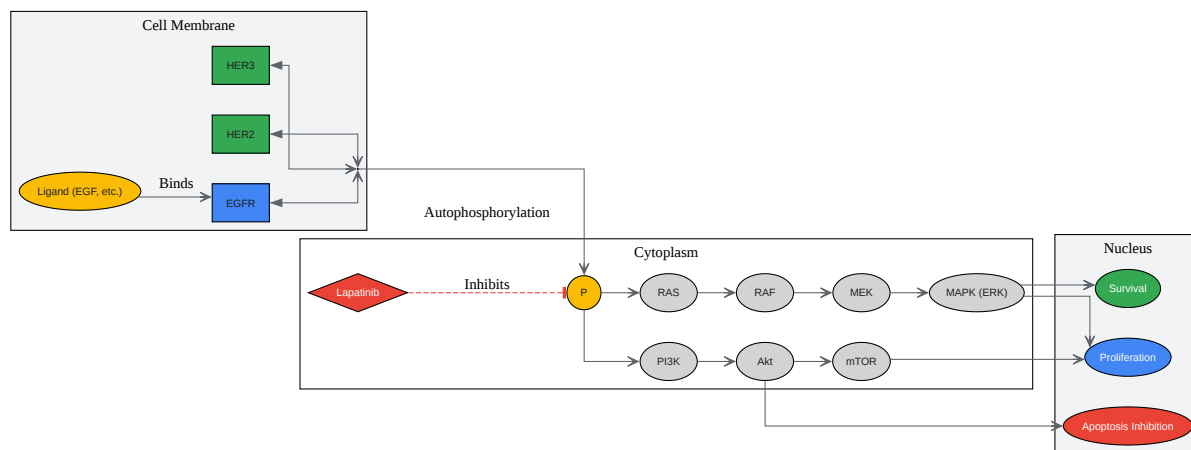 Cell Membrane
HER3
HER2
Ligand (EGF, etc.)
Binds
EGFR
Autophosphorylation
Cytoplasm
Lapatinib
Inhibits
P
RAS
RAF
MEK
MAPK (ERK)
PI3K
Akt
mTOR
Nucleus
Survival
Proliferation
Apoptosis Inhibition